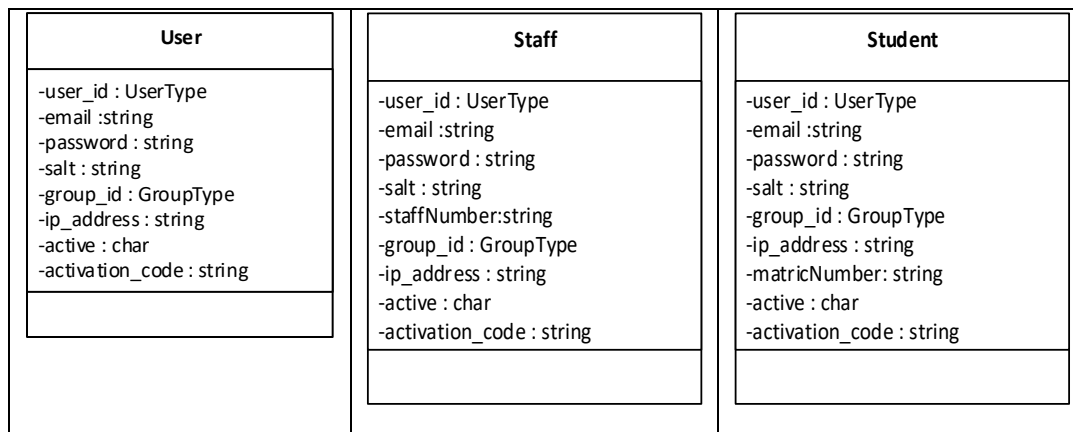 User
-user_id : UserType
-email :string
-password : string
-salt : string
-group_id : GroupType
-ip_address : string
-active : char
-activation_code : string
Staff
-user_id : UserType
-email :string
-password : string
-salt : string
-staffNumber:string
-group_id : GroupType
-ip_address : string
-active : char
-activation_code : string
Student
-user_id : UserType
-email :string
-password : string
-salt : string
-group_id : GroupType
-ip_address : string
-matricNumber: string
-active : char
-activation_code : string